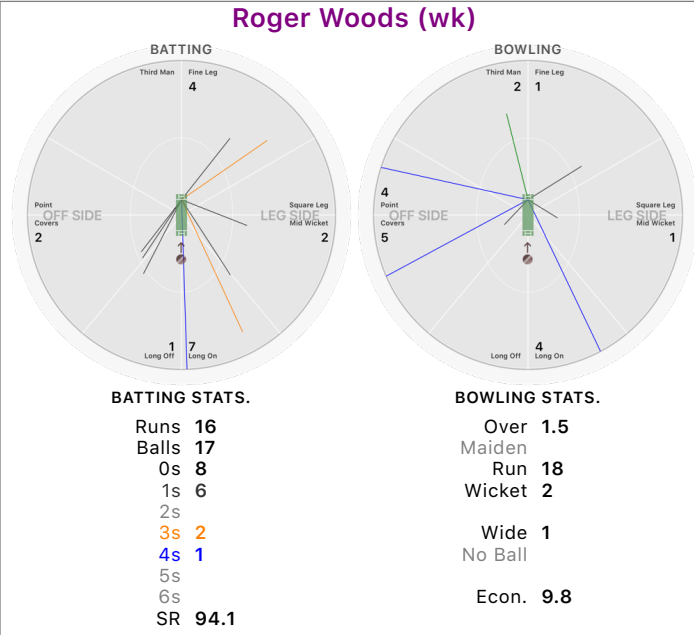 Roger Woods (wk)
BATTING
Third Man
Fine Leg
4
Point
OFF SIDE
Covers
2
Square Leg
LEG SIDE
Mid Wicket
2
1
7
Long Off
Long On
BOWLING
Third Man
Fine Leg
2
1
4
Point
OFF SIDE
Covers
5
Square Leg
LEG SIDE
Mid Wicket
1
4
Long Off
Long On
BATTING STATS.
Runs 16
Balls 17
0s 8
1s 6
2s
3s 2
4s 1
5s
6s
SR 94.1
BOWLING STATS.
Over 1.5
Maiden
Run 18
Wicket 2
Wide 1
No Ball
Econ. 9.8